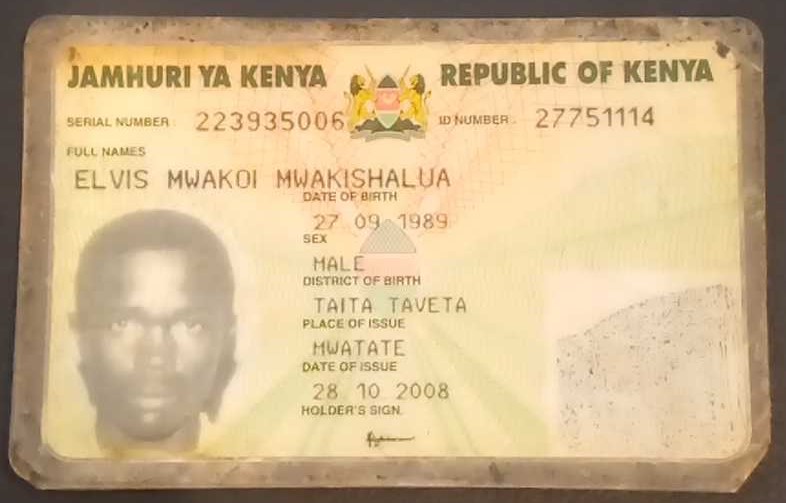 JAMHURI YA KENYA REPUBLIC OF KENYA
SERIAL NUMBER : 223935006 ID NUMBER : 27751114
FULL NAMES
ELVIS MWAKOI MWAKISHALUA
DATE OF BIRTH
27 09 1989
SEX
MALE
DISTRICT OF BIRTH
TAITA TAVETA
PLACE OF ISSUE
MWATATE
DATE OF ISSUE
28 10 2008
HOLDER'S SIGN.